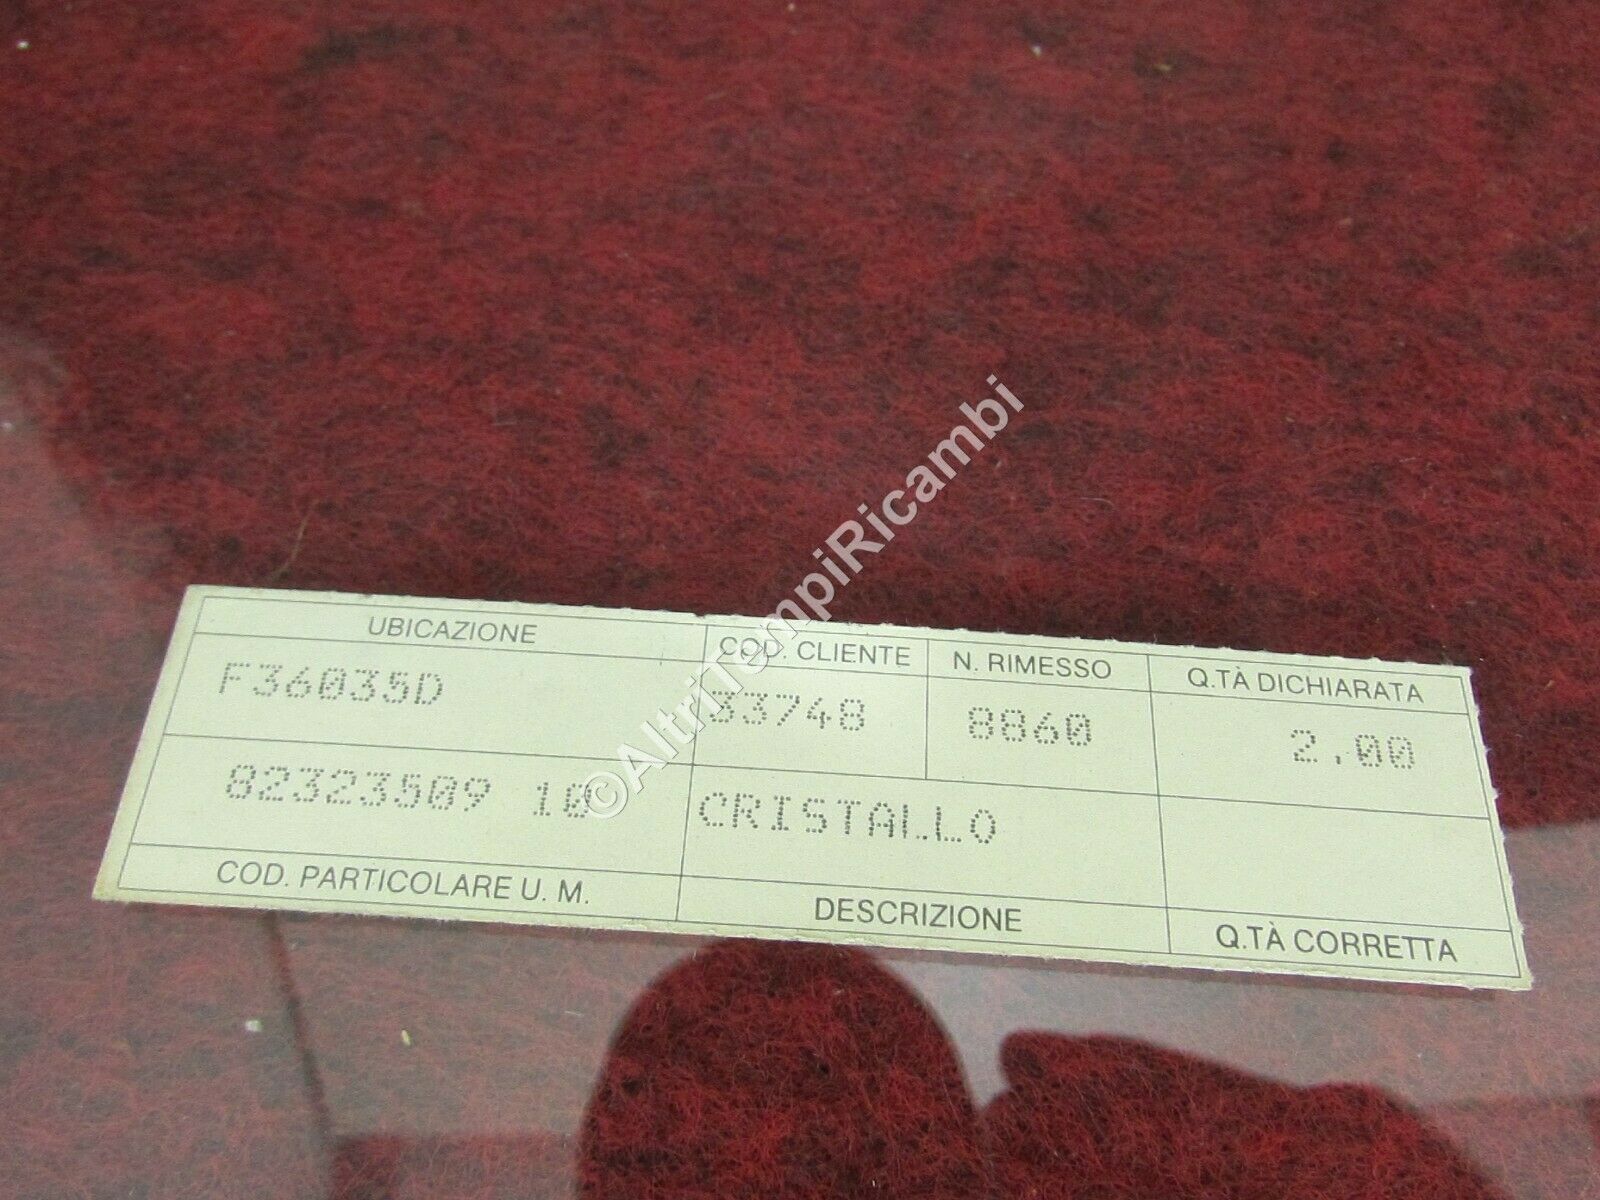 UBICAZIONE COD. CLIENTE N. RIMESSO Q.TÀ DICHIARATA
F36035D 33748 8860 2,00
82323509 10 CRISTALLO
COD. PARTICOLARE U. M. DESCRIZIONE Q.TÀ CORRETTA
©AltriTempiRicambi